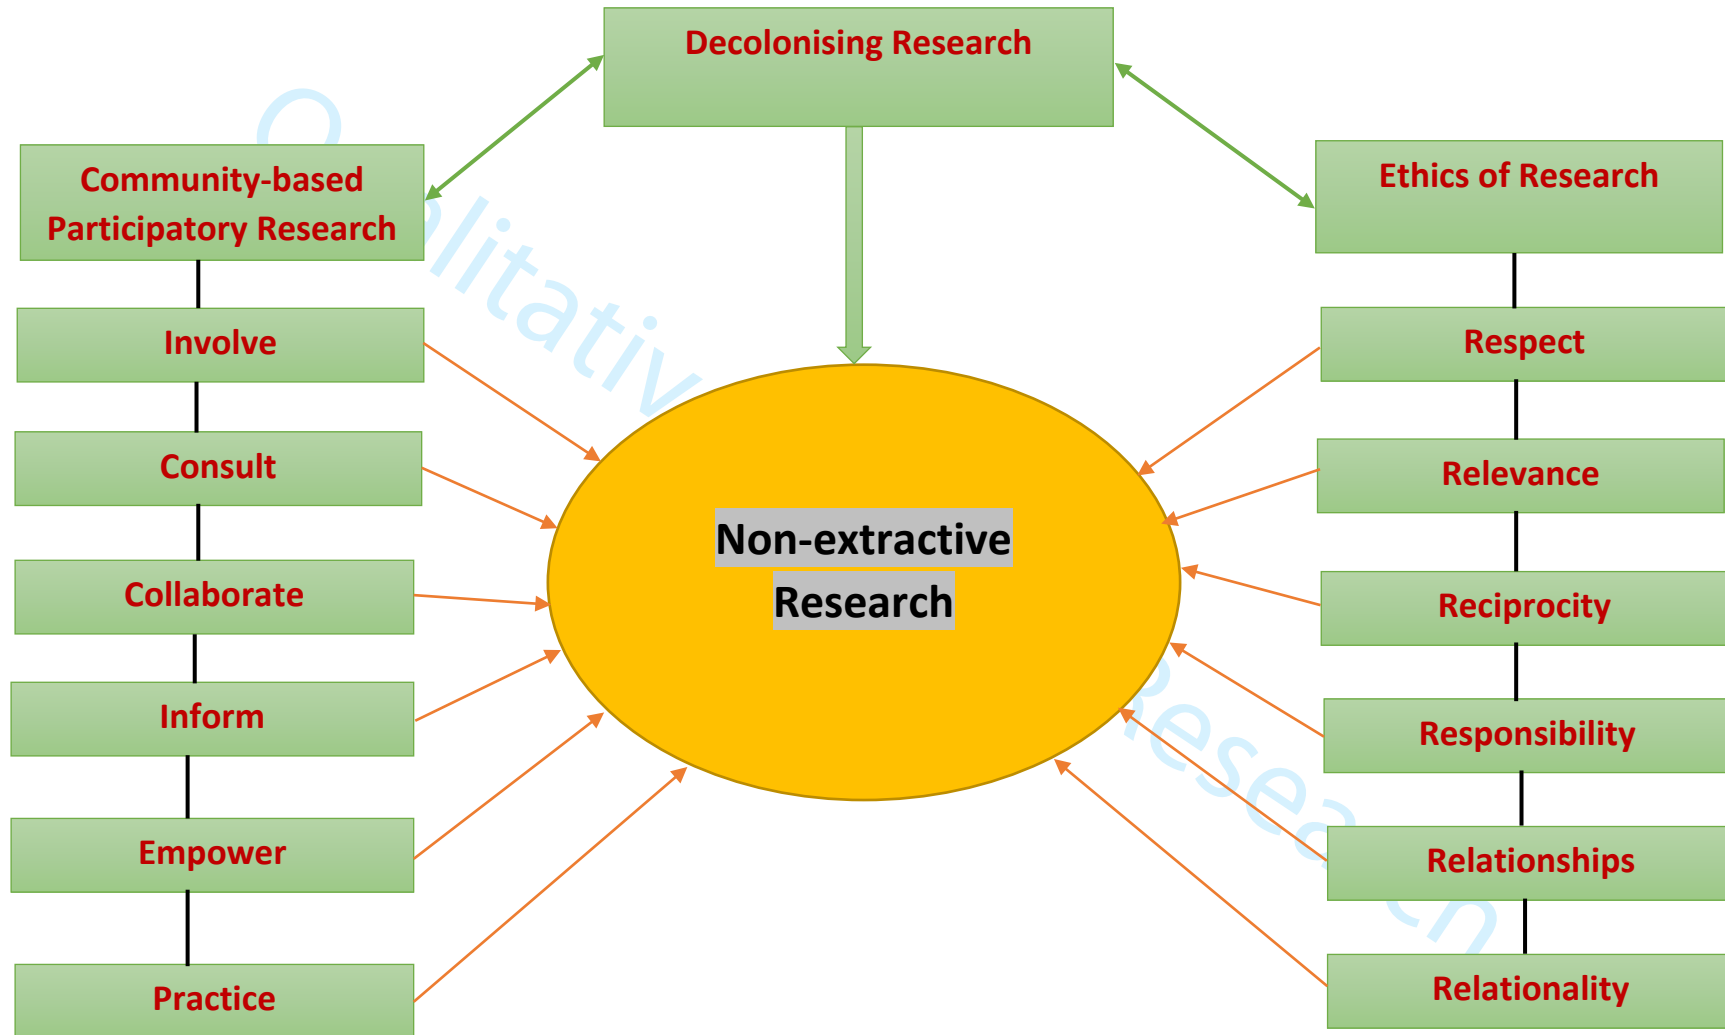 Decolonising Research
Community-based
Participatory Research
Ethics of Research
Involve
Respect
Consult
Relevance
Non-extractive
Research
Collaborate
Reciprocity
Inform
Responsibility
Empower
Relationships
Practice
Relationality